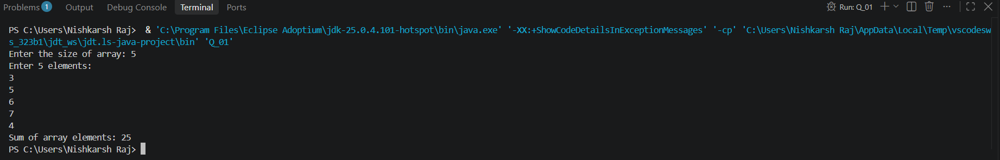 Problems 1 Output Debug Console Terminal Ports Run: Q_01
PS C:\Users\Nishkarsh Raj>  & 'C:\Program Files\Eclipse Adoptium\jdk-25.0.4.101-hotspot\bin\java.exe' '-XX:+ShowCodeDetailsInExceptionMessages' '-cp' 'C:\Users\Nishkarsh Raj\AppData\Local\Temp\vscodesw
s_323b1\jdt_ws\jdt.ls-java-project\bin' 'Q_01'
Enter the size of array: 5
Enter 5 elements:
3
5
6
7
4
Sum of array elements: 25
PS C:\Users\Nishkarsh Raj>